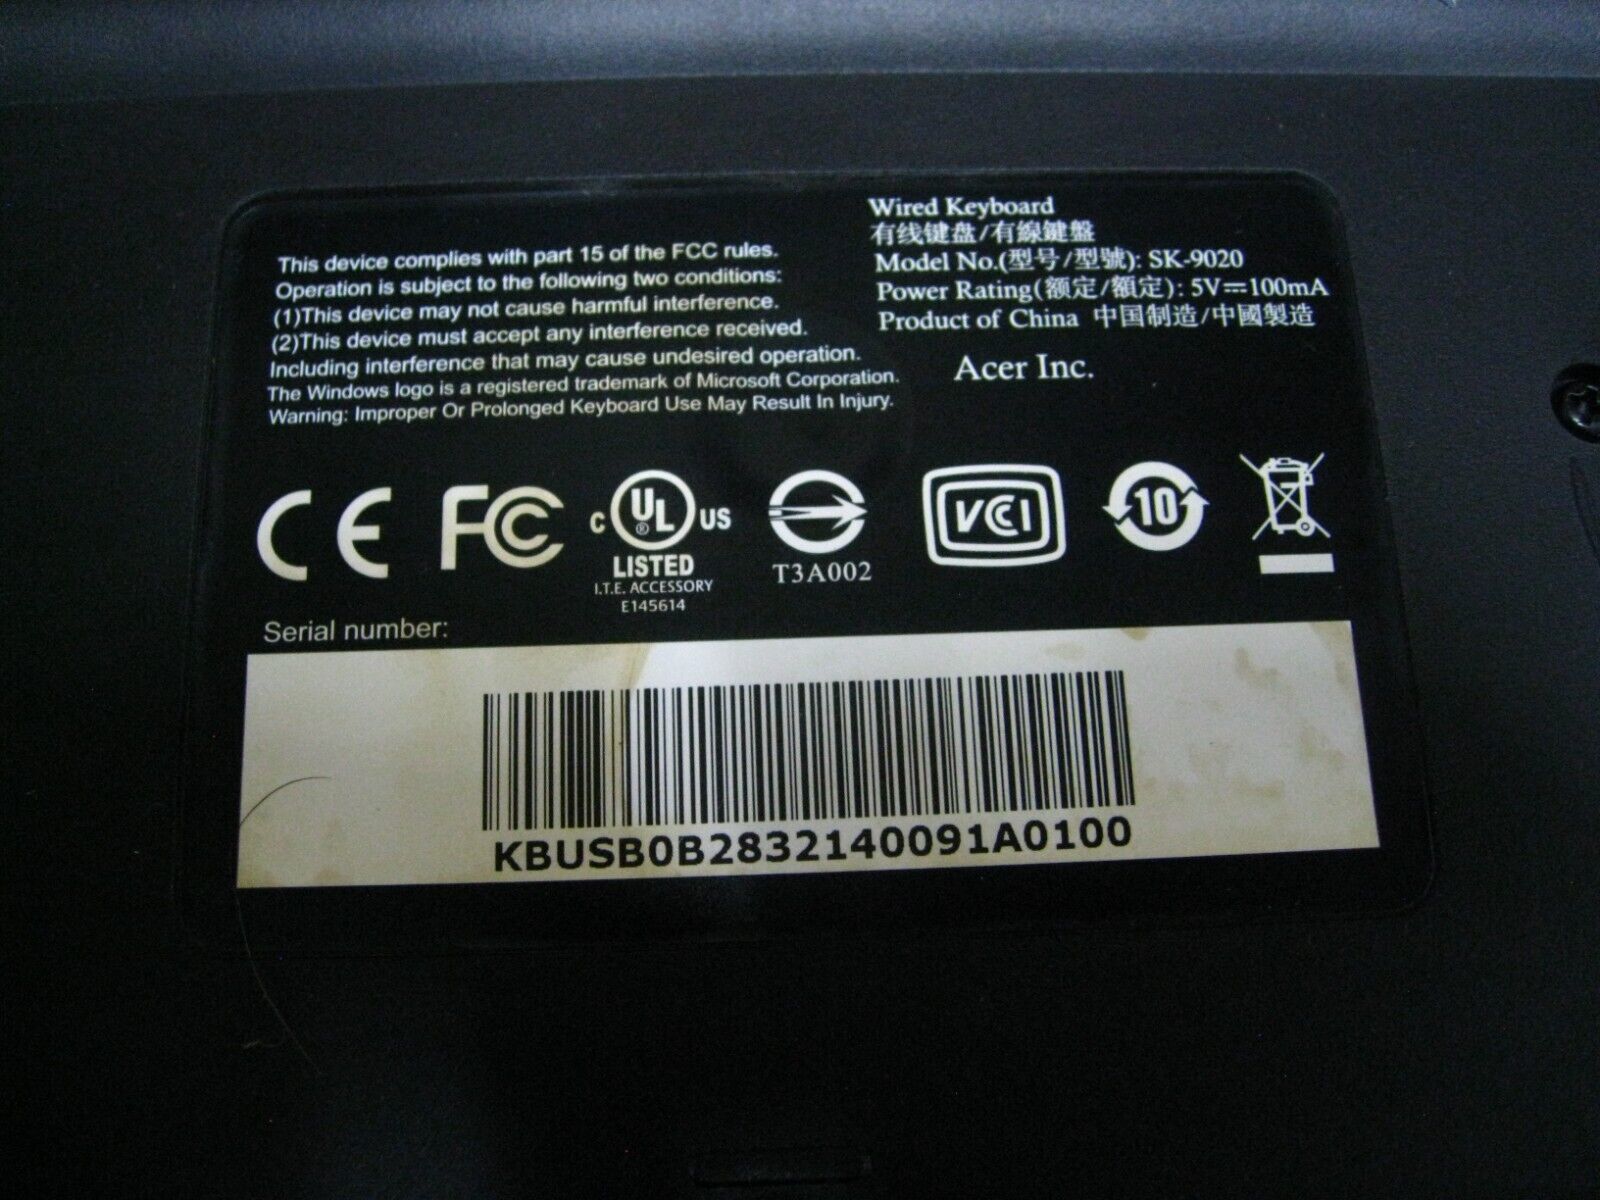 This device complies with part 15 of the FCC rules.
Operation is subject to the following two conditions:
(1)This device may not cause harmful interference.
(2)This device must accept any interference received.
Including interference that may cause undesired operation.
The Windows logo is a registered trademark of Microsoft Corporation.
Warning: Improper Or Prolonged Keyboard Use May Result In Injury.
Wired Keyboard
有线键盘/有線鍵盤
Model No.(型号/型號): SK-9020
Power Rating(额定/額定): 5V⎓100mA
Product of China 中国制造/中國製造
Acer Inc.
CE
FC
C UL ® US
LISTED
I.T.E. ACCESSORY
E145614
T3A002
VCCI
10
Serial number:
KBUSB0B2832140091A0100